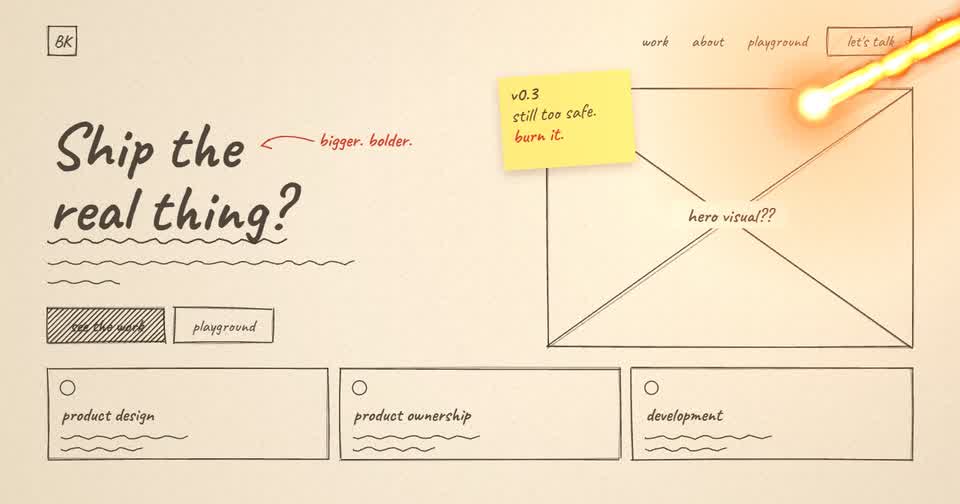 BK
work about playground let's talk
v0.3
still too safe.
burn it.
Ship the
real thing?
bigger. bolder.
hero visual??
see the work
playground
product design
product ownership
development